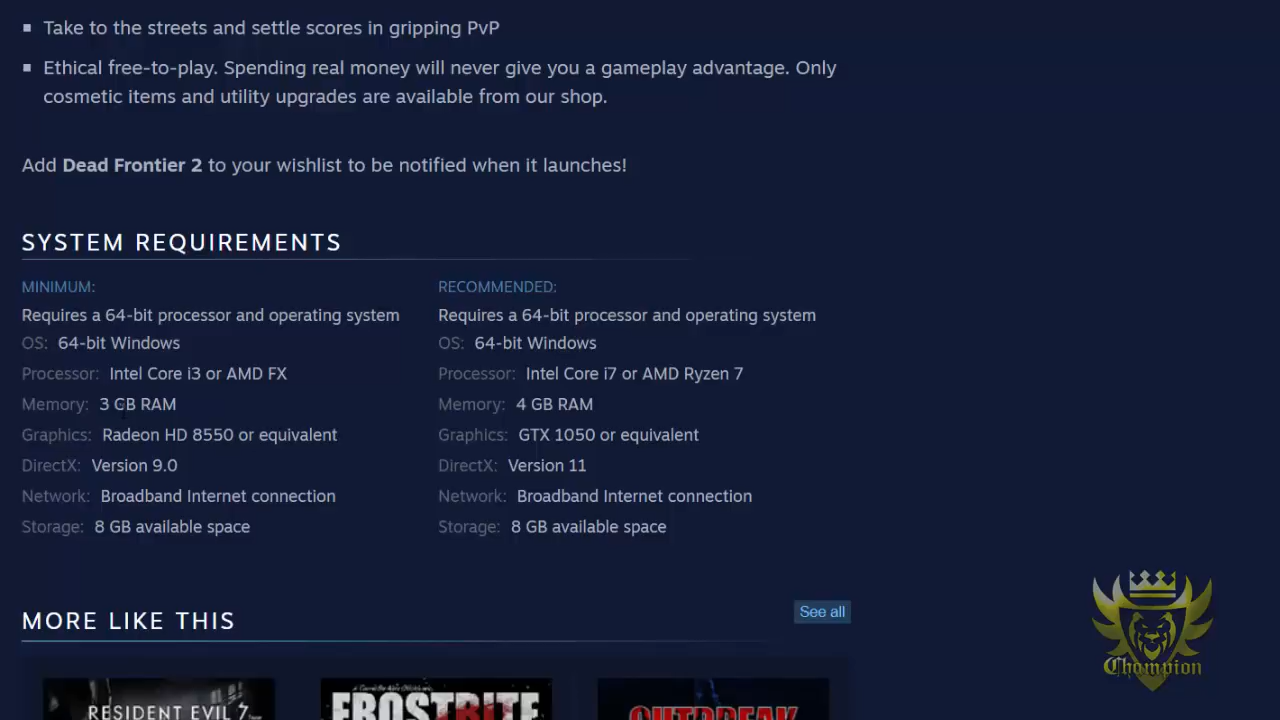 Take to the streets and settle scores in gripping PvP
Ethical free-to-play. Spending real money will never give you a gameplay advantage. Only
cosmetic items and utility upgrades are available from our shop.
Add Dead Frontier 2 to your wishlist to be notified when it launches!
SYSTEM REQUIREMENTS
MINIMUM:
Requires a 64-bit processor and operating system
OS: 64-bit Windows
Processor: Intel Core i3 or AMD FX
Memory: 3 GB RAM
Graphics: Radeon HD 8550 or equivalent
DirectX: Version 9.0
Network: Broadband Internet connection
Storage: 8 GB available space
RECOMMENDED:
Requires a 64-bit processor and operating system
OS: 64-bit Windows
Processor: Intel Core i7 or AMD Ryzen 7
Memory: 4 GB RAM
Graphics: GTX 1050 or equivalent
DirectX: Version 11
Network: Broadband Internet connection
Storage: 8 GB available space
MORE LIKE THIS
See all
RESIDENT EVIL 7
FROSTBITE
OUTBREAK
Champion